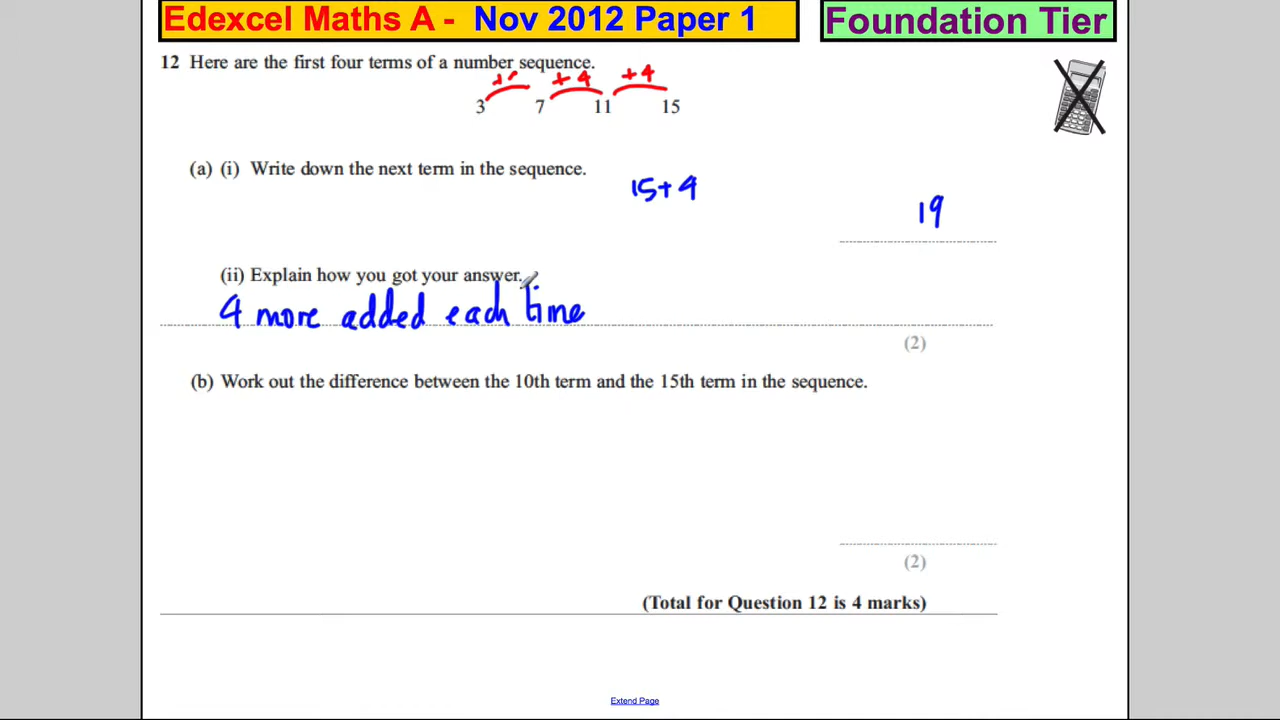 Edexcel Maths A - Nov 2012 Paper 1
Foundation Tier
12 Here are the first four terms of a number sequence.
+4 +4
3 7 11 15
(a) (i) Write down the next term in the sequence.
15+4
19
(ii) Explain how you got your answer.
4 more added each time
(2)
(b) Work out the difference between the 10th term and the 15th term in the sequence.
(2)
(Total for Question 12 is 4 marks)
Extend Page